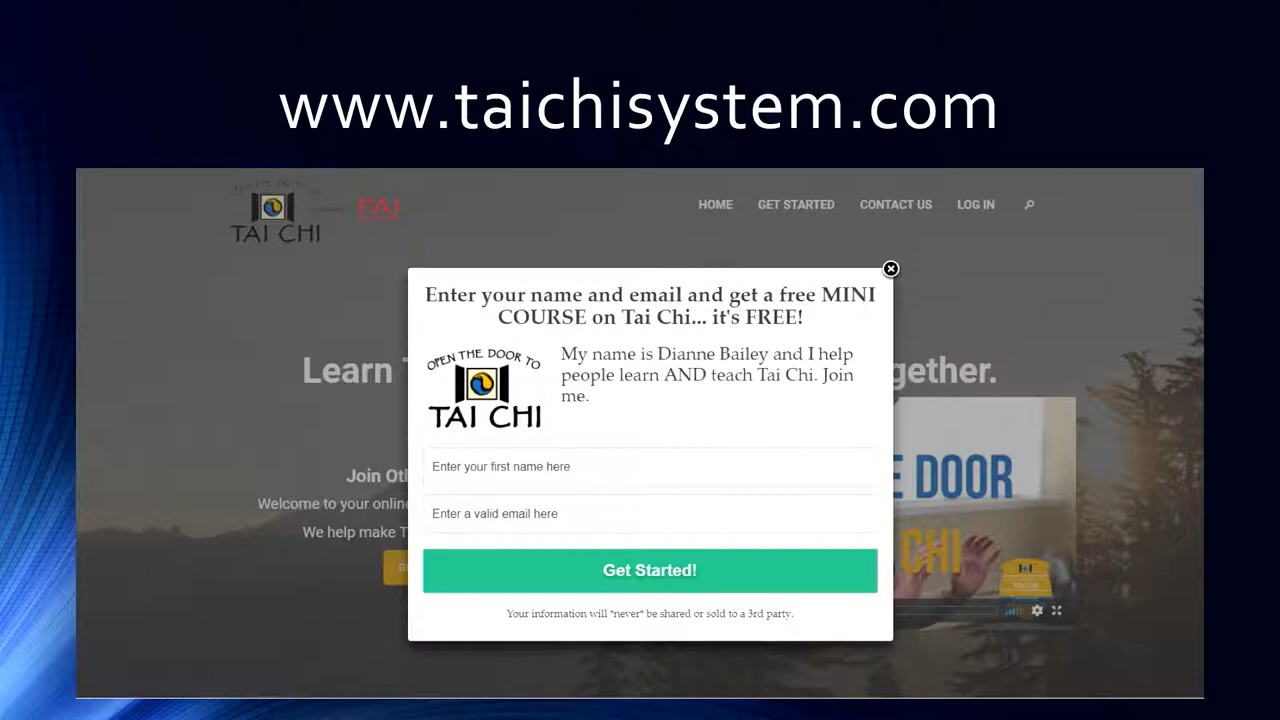 www.taichisystem.com
TAI CHI
FAI
HOME GET STARTED CONTACT US LOG IN
Enter your name and email and get a free MINI
COURSE on Tai Chi... it's FREE!
OPEN THE DOOR TO
TAI CHI
My name is Dianne Bailey and I help
people learn AND teach Tai Chi. Join
me.
Learn
gether.
Enter your first name here
Join Ot
E DOOR
Welcome to your online
Enter a valid email here
We help make T
CHI
Get Started!
Your information will *never* be shared or sold to a 3rd party.